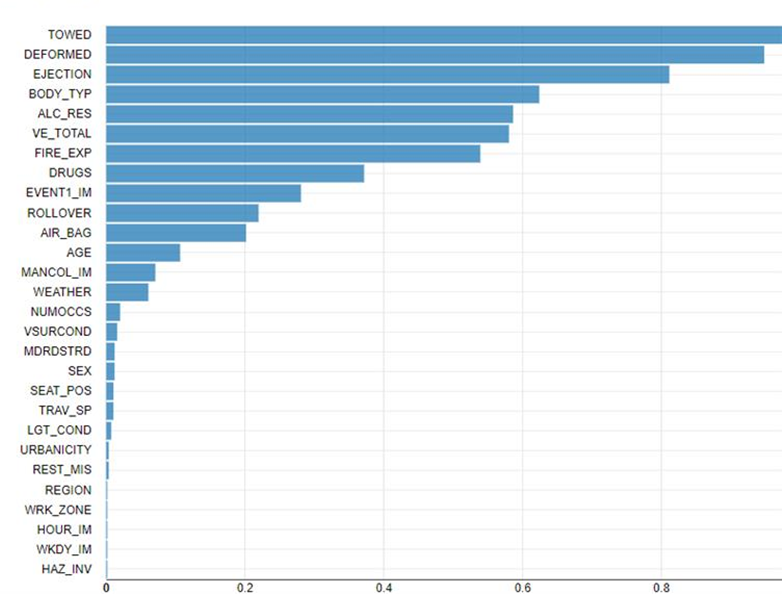 TOWED
DEFORMED
EJECTION
BODY_TYP
ALC_RES
VE_TOTAL
FIRE_EXP
DRUGS
EVENT1_IM
ROLLOVER
AIR_BAG
AGE
MANCOL_IM
WEATHER
NUMOCCS
VSURCOND
MDRDSTRD
SEX
SEAT_POS
TRAV_SP
LGT_COND
URBANICITY
REST_MIS
REGION
WRK_ZONE
HOUR_IM
WKDY_IM
HAZ_INV
0 0.2 0.4 0.6 0.8